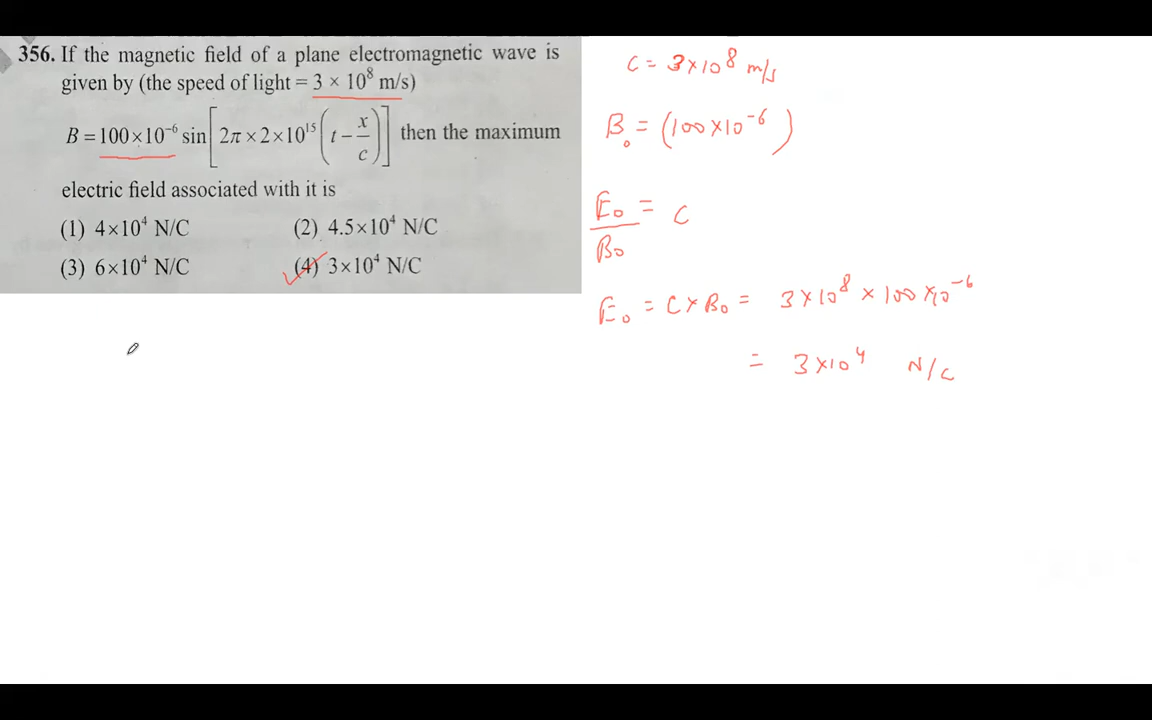 356. If the magnetic field of a plane electromagnetic wave is
given by (the speed of light = 3 × 10⁸ m/s)
B = 100×10⁻⁶ sin[2π×2×10¹⁵(t − x/c)] then the maximum
electric field associated with it is
(1) 4×10⁴ N/C (2) 4.5×10⁴ N/C
(3) 6×10⁴ N/C (4) 3×10⁴ N/C
C = 3×10⁸ m/s
B₀ = (100×10⁻⁶)
E₀/B₀ = C
E₀ = C×B₀ = 3×10⁸ × 100×10⁻⁶
= 3×10⁴ N/C